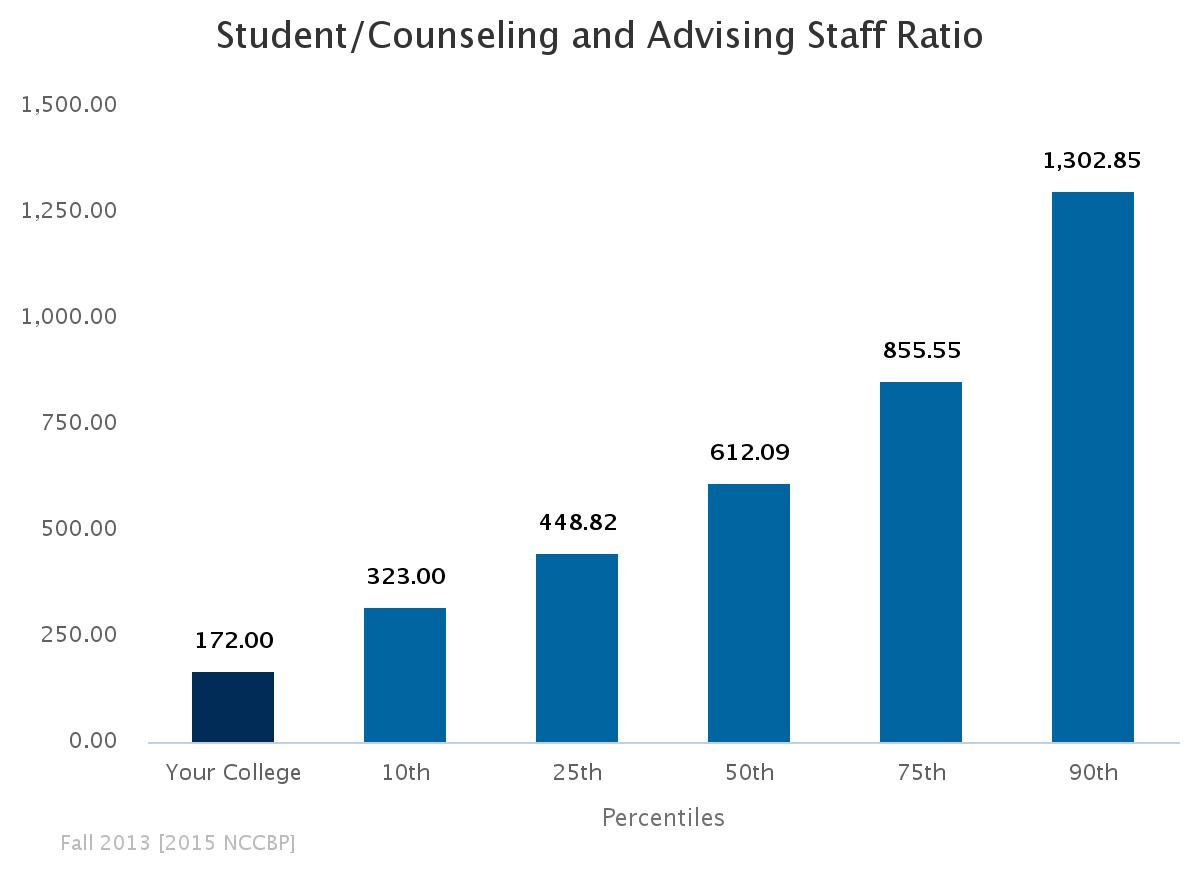 Student/Counseling and Advising Staff Ratio
1,500.00
1,250.00
1,000.00
750.00
500.00
250.00
0.00
172.00
323.00
448.82
612.09
855.55
1,302.85
Your College
10th
25th
50th
75th
90th
Percentiles
Fall 2013 [2015 NCCBP]